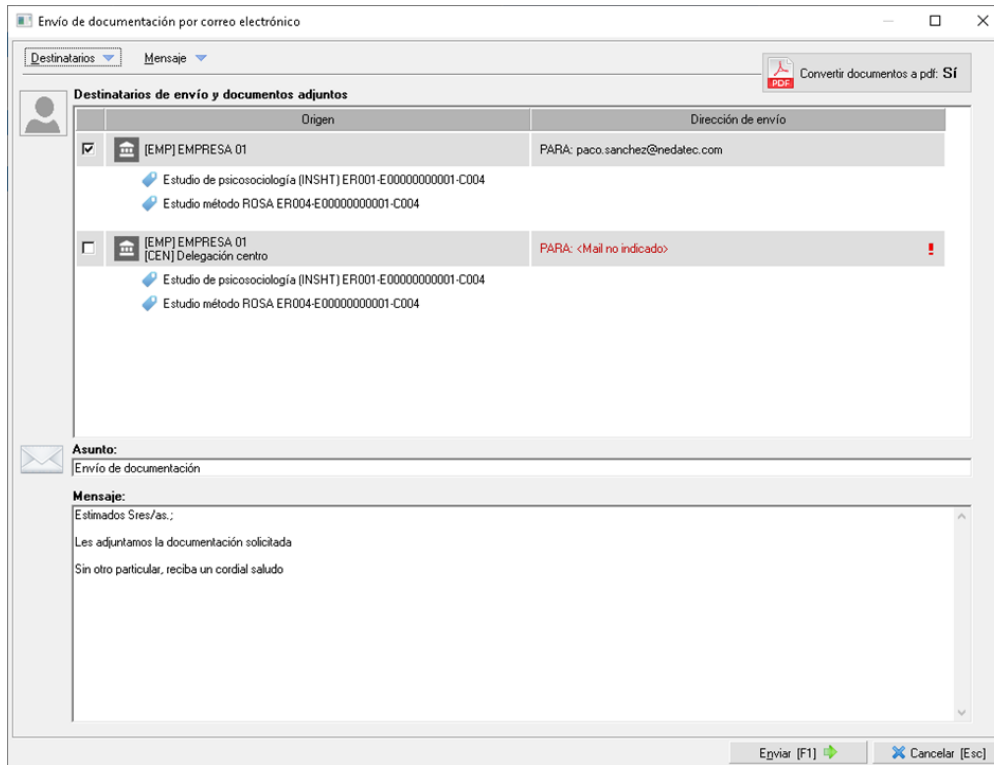 Envío de documentación por correo electrónico
Destinatarios Mensaje
PDF Convertir documentos a pdf: Sí
Destinatarios de envío y documentos adjuntos
Origen Dirección de envío
[EMP] EMPRESA 01 PARA: paco.sanchez@nedatec.com
Estudio de psicosociología (INSHT) ER001-E00000000001-C004
Estudio método ROSA ER004-E00000000001-C004
[EMP] EMPRESA 01
[CEN] Delegación centro PARA: <Mail no indicado> !
Estudio de psicosociología (INSHT) ER001-E00000000001-C004
Estudio método ROSA ER004-E00000000001-C004
Asunto:
Envío de documentación
Mensaje:
Estimados Sres/as.;
Les adjuntamos la documentación solicitada
Sin otro particular, reciba un cordial saludo
Enviar [F1] Cancelar [Esc]